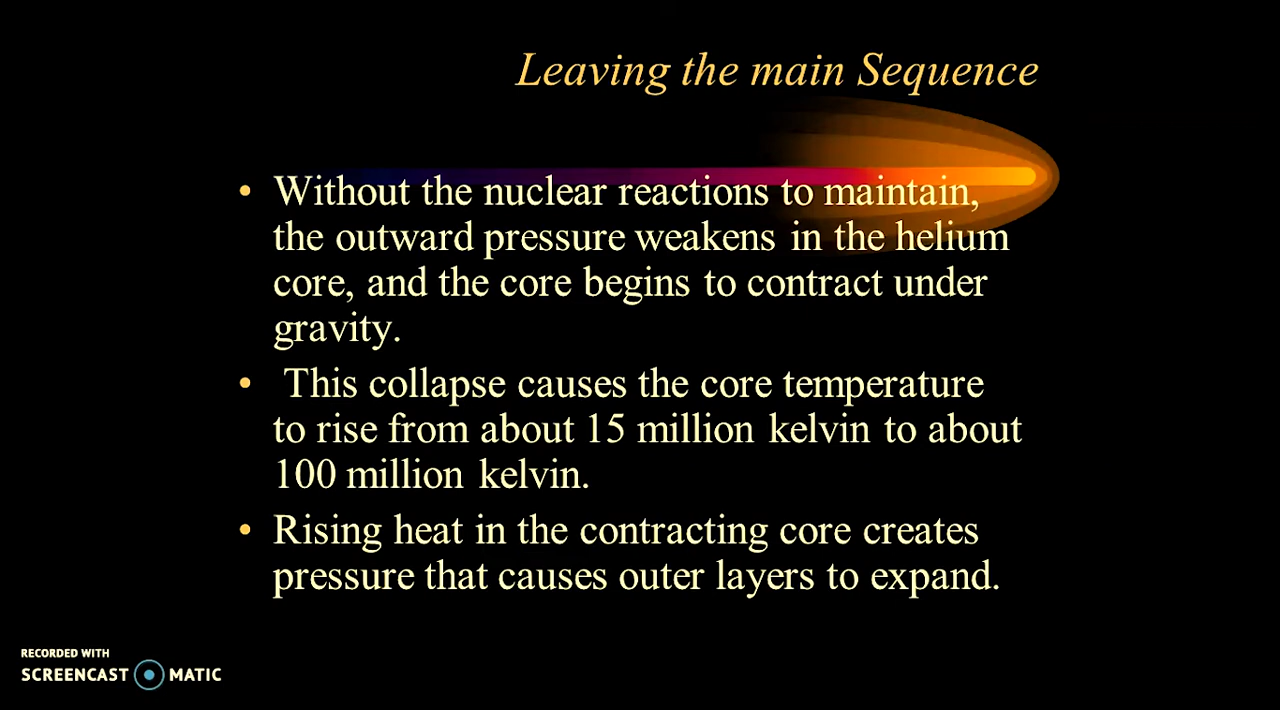 Leaving the main Sequence
• Without the nuclear reactions to maintain,
the outward pressure weakens in the helium
core, and the core begins to contract under
gravity.
• This collapse causes the core temperature
to rise from about 15 million kelvin to about
100 million kelvin.
• Rising heat in the contracting core creates
pressure that causes outer layers to expand.
RECORDED WITH
SCREENCAST MATIC